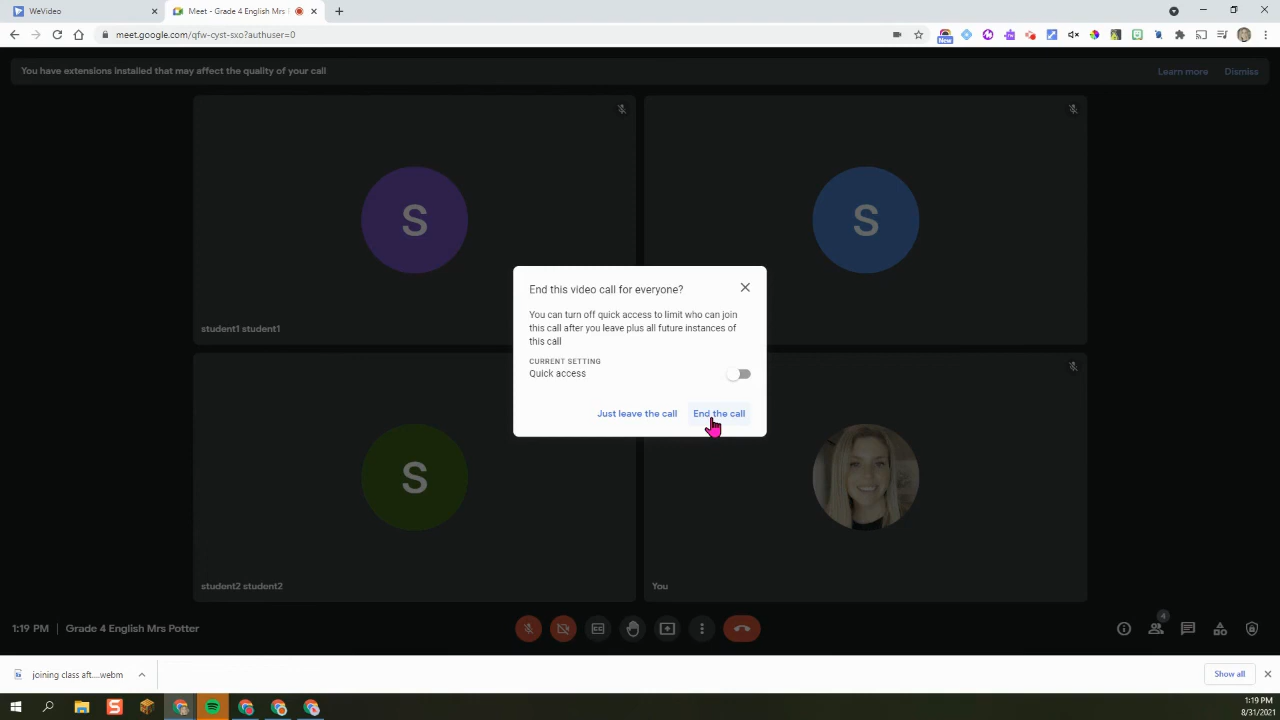 WeVideo
Meet - Grade 4 English Mrs
meet.google.com/qfw-cyst-sxo?authuser=0
New
You have extensions installed that may affect the quality of your call
Learn more
Dismiss
S
S
student1 student1
End this video call for everyone?
You can turn off quick access to limit who can join
this call after you leave plus all future instances of
this call
CURRENT SETTING
Quick access
Just leave the call
End the call
S
student2 student2
You
1:19 PM | Grade 4 English Mrs Potter
CC
4
joining class aft....webm
Show all
S
1:19 PM
8/31/2021